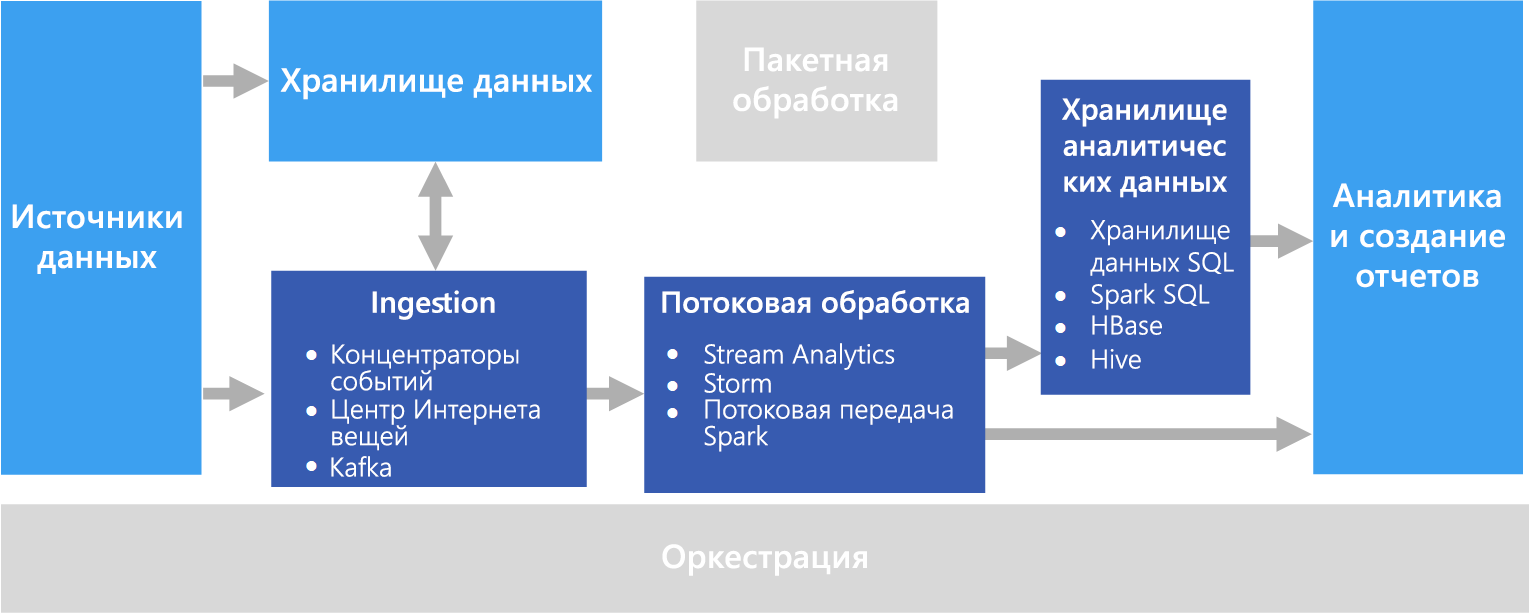 Источники
данных
Хранилище данных
Пакетная
обработка
Ingestion
• Концентраторы
событий
• Центр Интернета
вещей
• Kafka
Потоковая обработка
• Stream Analytics
• Storm
• Потоковая передача
Spark
Хранилище
аналитичес
ких данных
• Хранилище
данных SQL
• Spark SQL
• HBase
• Hive
Аналитика
и создание
отчетов
Оркестрация